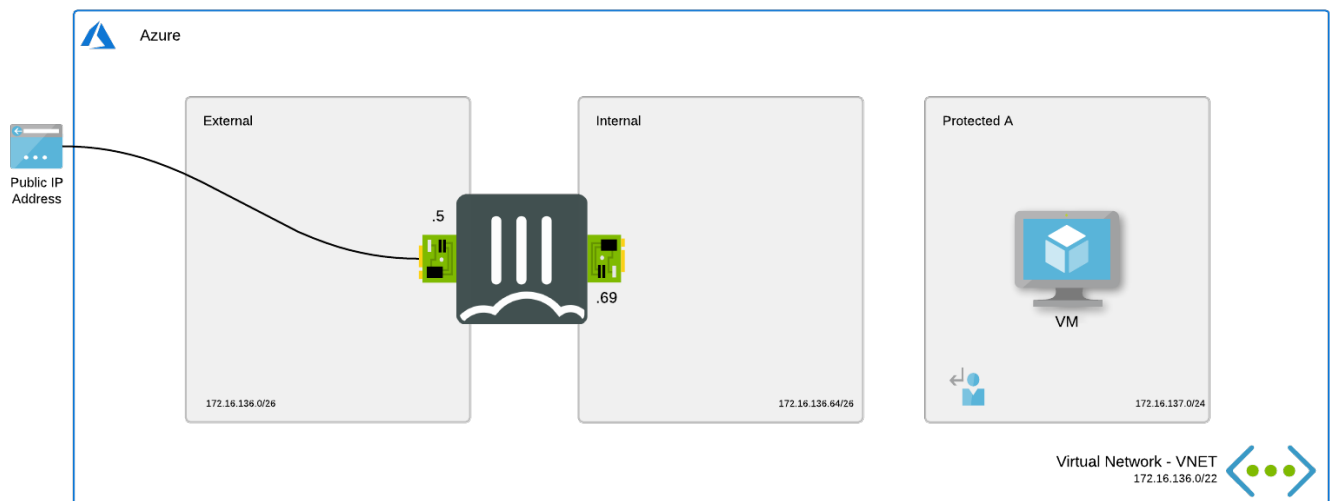 Azure
External
Internal
Protected A
Public IP
Address
.5
.69
VM
172.16.136.0/26
172.16.136.64/26
172.16.137.0/24
Virtual Network - VNET
172.16.136.0/22